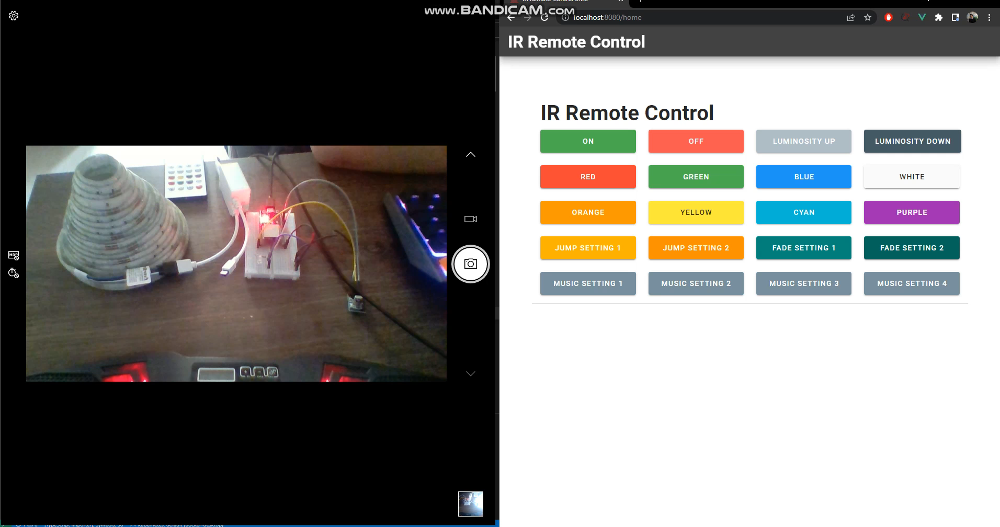 www.BANDICAM.com
localhost:8080/home
IR Remote Control
IR Remote Control
ON OFF LUMINOSITY UP LUMINOSITY DOWN
RED GREEN BLUE WHITE
ORANGE YELLOW CYAN PURPLE
JUMP SETTING 1 JUMP SETTING 2 FADE SETTING 1 FADE SETTING 2
MUSIC SETTING 1 MUSIC SETTING 2 MUSIC SETTING 3 MUSIC SETTING 4
HDR